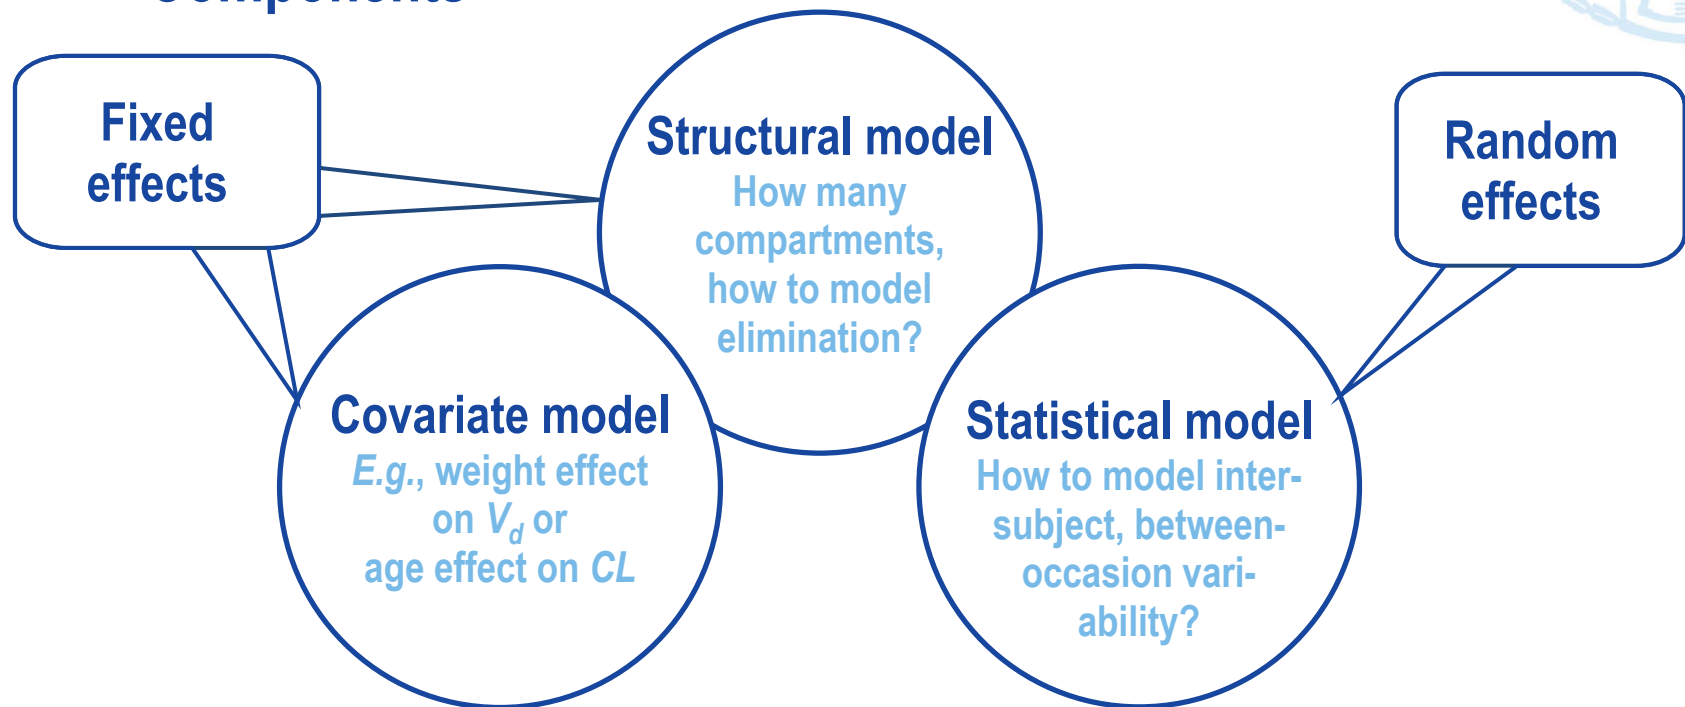 Components
Fixed
effects
Structural model
How many
compartments,
how to model
elimination?
Random
effects
Covariate model
E.g., weight effect
on Vd or
age effect on CL
Statistical model
How to model inter-
subject, between-
occasion vari-
ability?